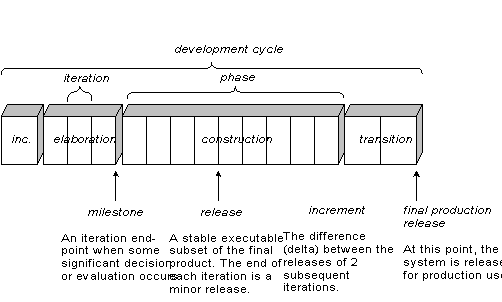 development cycle
iteration
phase
inc.
elaboration
construction
transition
milestone
An iteration end-
point when some
significant decision
or evaluation occurs
release
A stable executable
subset of the final
product. The end of
each iteration is a
minor release.
increment
The difference
(delta) between the
releases of 2
subsequent
iterations.
final production
release
At this point, the
system is release
for production use